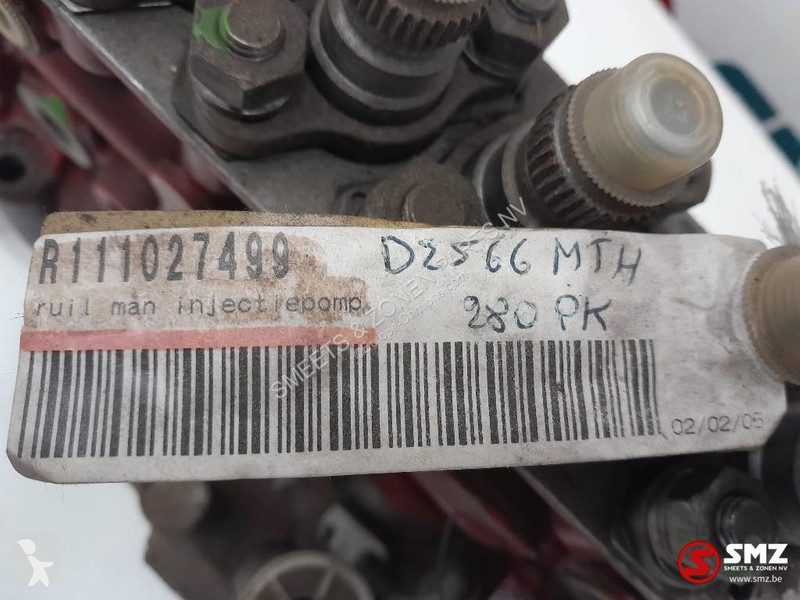 R111027499
D2566 MTH
ruil man injectiepomp.
280 PK
SMEETS & ZONEN NV
02/02/05
SMZ
SMEETS & ZONEN NV
smz.be